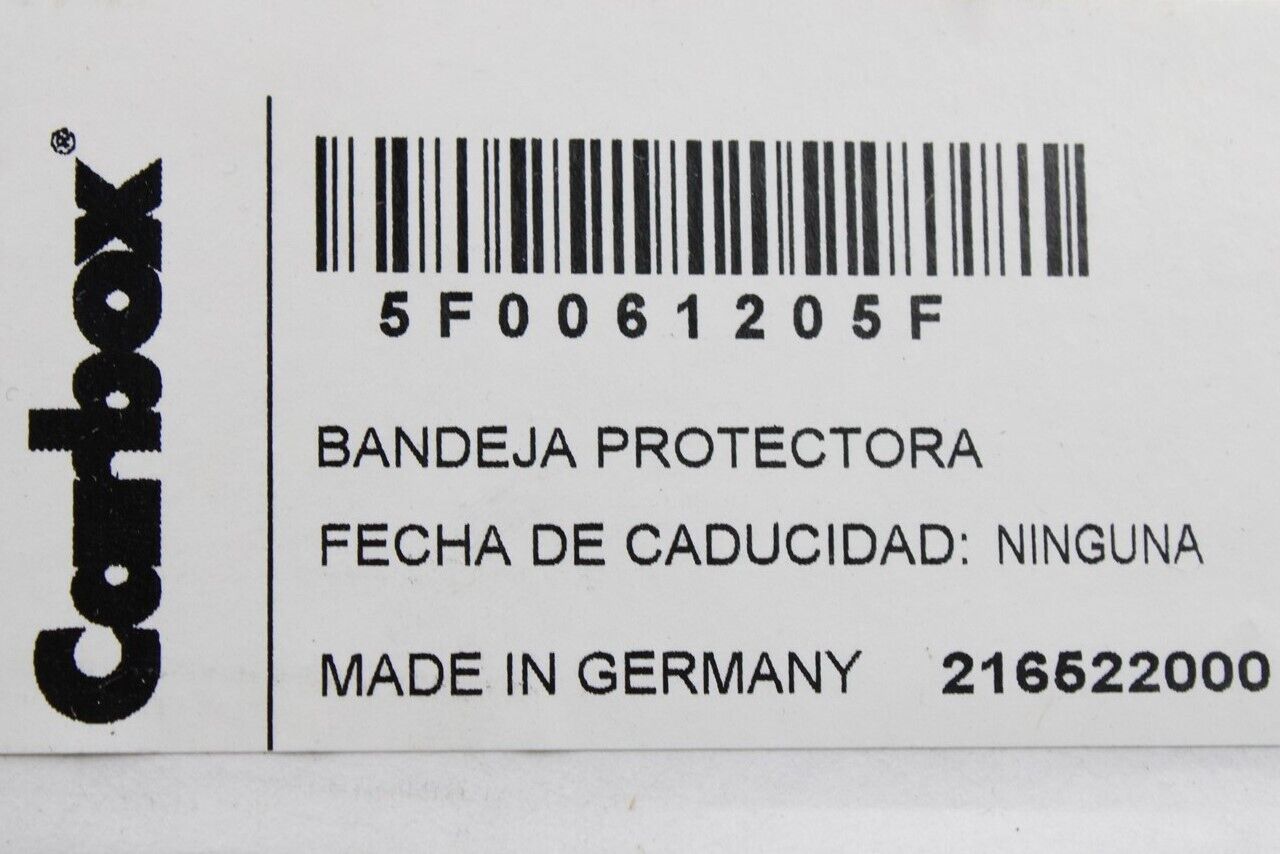 Carbox®
5F0061205F
BANDEJA PROTECTORA
FECHA DE CADUCIDAD: NINGUNA
MADE IN GERMANY 216522000